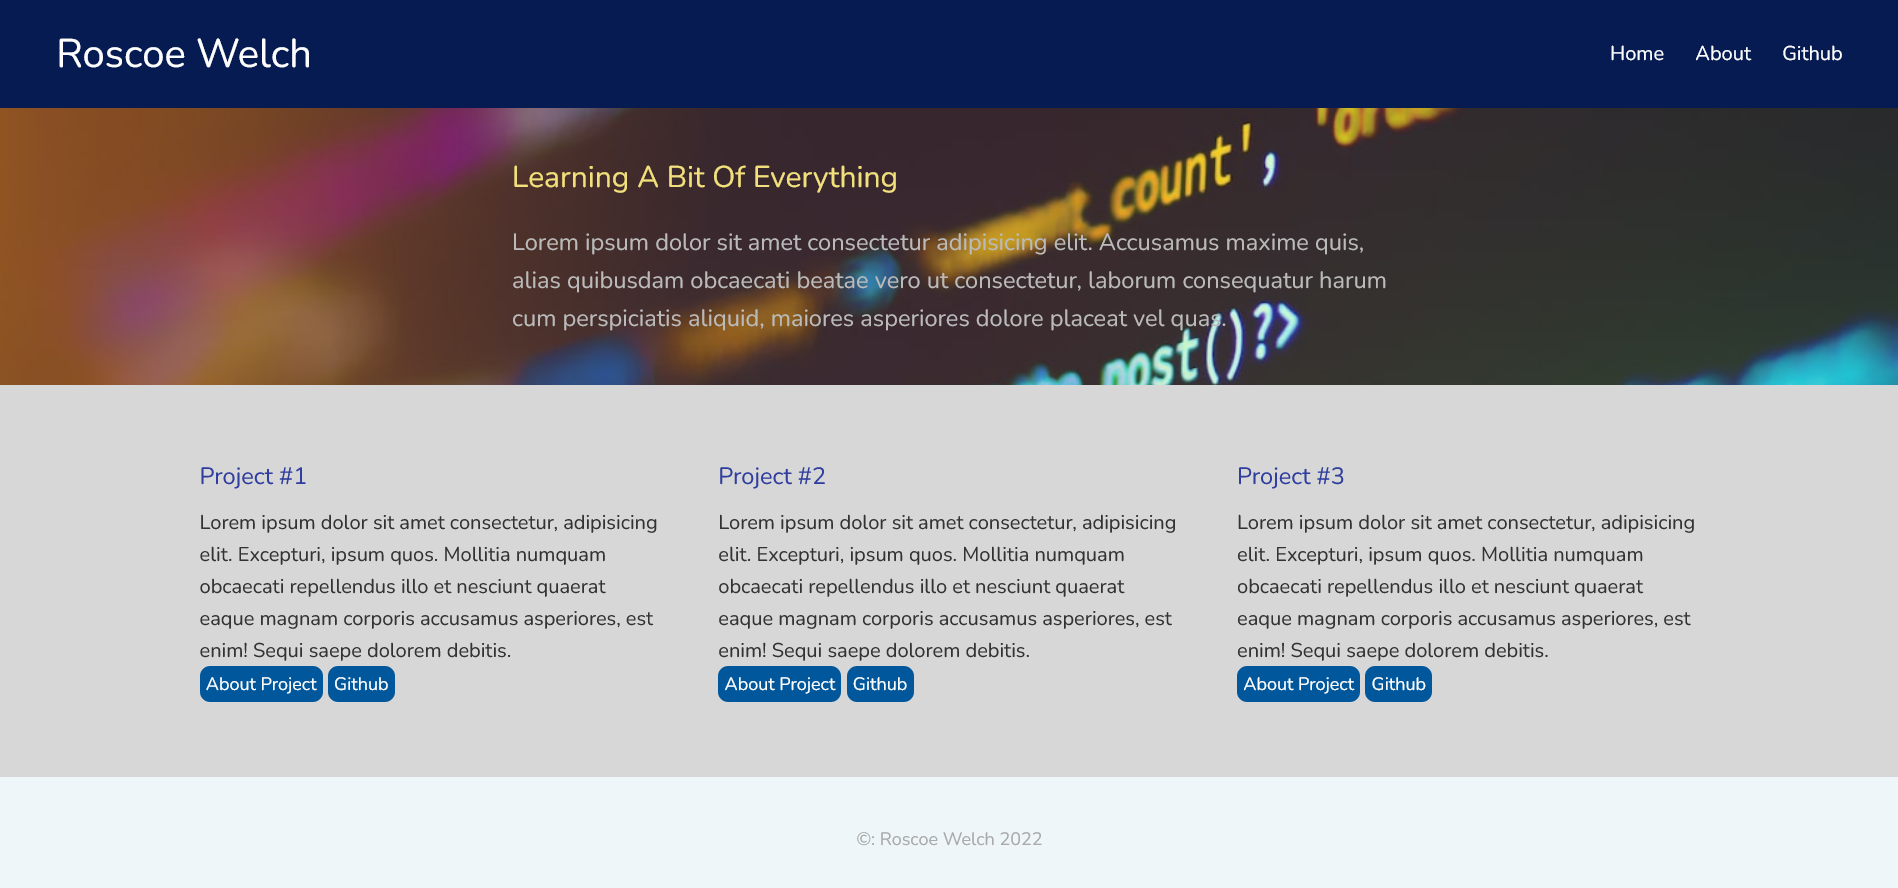 Roscoe Welch
Home About Github
_count', 'or
Learning A Bit Of Everything
Lorem ipsum dolor sit amet consectetur adipisicing elit. Accusamus maxime quis,
alias quibusdam obcaecati beatae vero ut consectetur, laborum consequatur harum
cum perspiciatis aliquid, maiores asperiores dolore placeat vel quas.
post()?>
Project #1
Lorem ipsum dolor sit amet consectetur, adipisicing
elit. Excepturi, ipsum quos. Mollitia numquam
obcaecati repellendus illo et nesciunt quaerat
eaque magnam corporis accusamus asperiores, est
enim! Sequi saepe dolorem debitis.
About Project Github
Project #2
Lorem ipsum dolor sit amet consectetur, adipisicing
elit. Excepturi, ipsum quos. Mollitia numquam
obcaecati repellendus illo et nesciunt quaerat
eaque magnam corporis accusamus asperiores, est
enim! Sequi saepe dolorem debitis.
About Project Github
Project #3
Lorem ipsum dolor sit amet consectetur, adipisicing
elit. Excepturi, ipsum quos. Mollitia numquam
obcaecati repellendus illo et nesciunt quaerat
eaque magnam corporis accusamus asperiores, est
enim! Sequi saepe dolorem debitis.
About Project Github
©: Roscoe Welch 2022